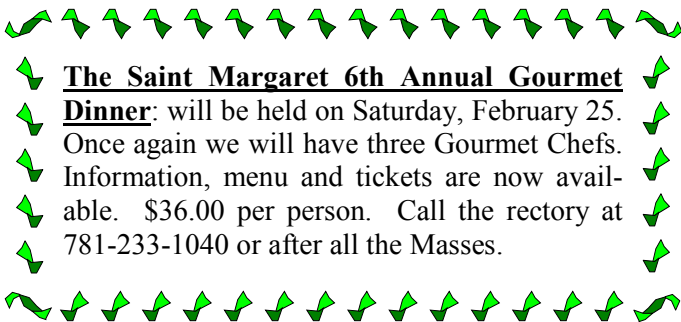 The Saint Margaret 6th Annual Gourmet
Dinner: will be held on Saturday, February 25.
Once again we will have three Gourmet Chefs.
Information, menu and tickets are now avail-
able. $36.00 per person. Call the rectory at
781-233-1040 or after all the Masses.